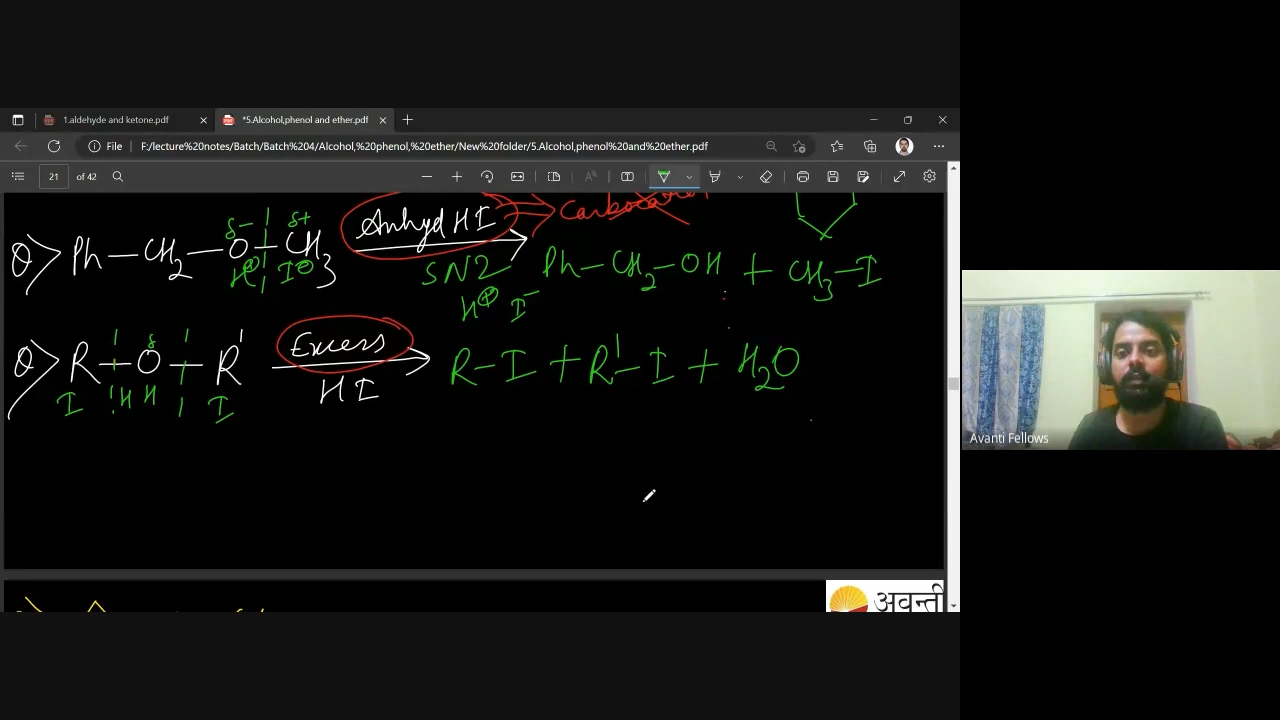 1.aldehyde and ketone.pdf
*5.Alcohol,phenol and ether.pdf
File
F:/lecture%20notes/Batch/Batch%204/Alcohol,%20phenol,%20ether/New%20folder/5.Alcohol,phenol%20and%20ether.pdf
21 of 42
Q> Ph—CH2—O—CH3 Anhyd HI Ph—CH2—OH + CH3—I
δ- δ+
H⊕ I⊖
SN2
H⊕ I-
Q> R—O—R' Excess HI R—I + R'—I + H2O
δ
I H H I
Avanti Fellows
अवन्ती